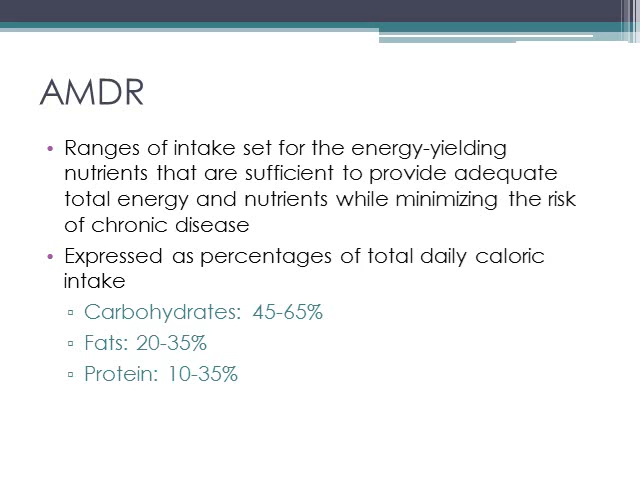 AMDR
• Ranges of intake set for the energy-yielding
nutrients that are sufficient to provide adequate
total energy and nutrients while minimizing the risk
of chronic disease
• Expressed as percentages of total daily caloric
intake
▫ Carbohydrates: 45-65%
▫ Fats: 20-35%
▫ Protein: 10-35%